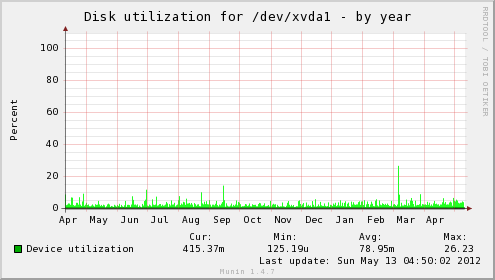 Disk utilization for /dev/xvda1 - by year
RRDTOOL / TOBI OETIKER
Percent
100
80
60
40
20
0
Apr May Jun Jul Aug Sep Oct Nov Dec Jan Feb Mar Apr
Cur: Min: Avg: Max:
Device utilization 415.37m 125.19u 78.95m 26.23
Last update: Sun May 13 04:50:02 2012
Munin 1.4.7